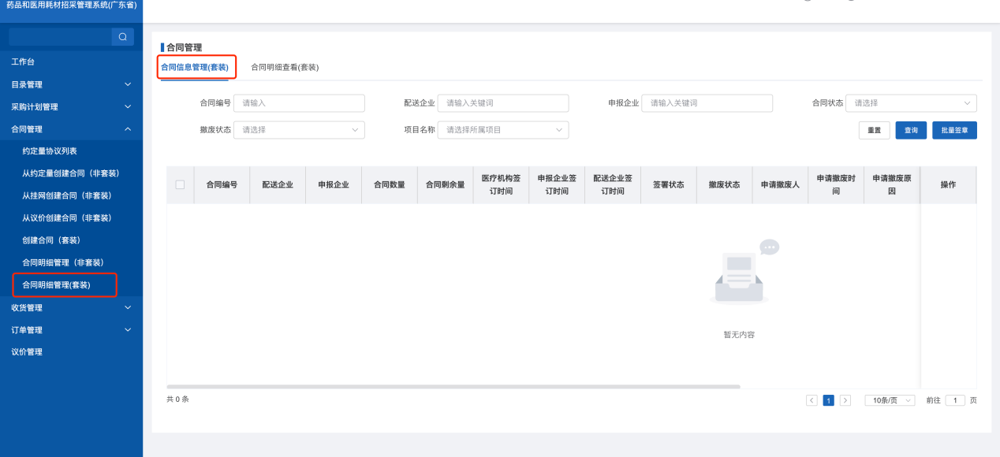 药品和医用耗材招采管理系统(广东省)
工作台
目录管理
采购计划管理
合同管理
约定量协议列表
从约定量创建合同（非套装）
从挂网创建合同（非套装）
从议价创建合同（非套装）
创建合同（套装）
合同明细管理（非套装）
合同明细管理(套装)
收货管理
订单管理
议价管理
合同管理
合同信息管理(套装) 合同明细查看(套装)
合同编号 请输入 配送企业 请输入关键词 申报企业 请输入关键词 合同状态 请选择
撤废状态 请选择 项目名称 请选择所属项目 重置 查询 批量签章
合同编号 配送企业 申报企业 合同数量 合同剩余量 医疗机构签订时间 申报企业签订时间 配送企业签订时间 签署状态 撤废状态 申请撤废人 申请撤废时间 申请撤废原因 操作
暂无内容
共 0 条 1 10条/页 前往 1 页